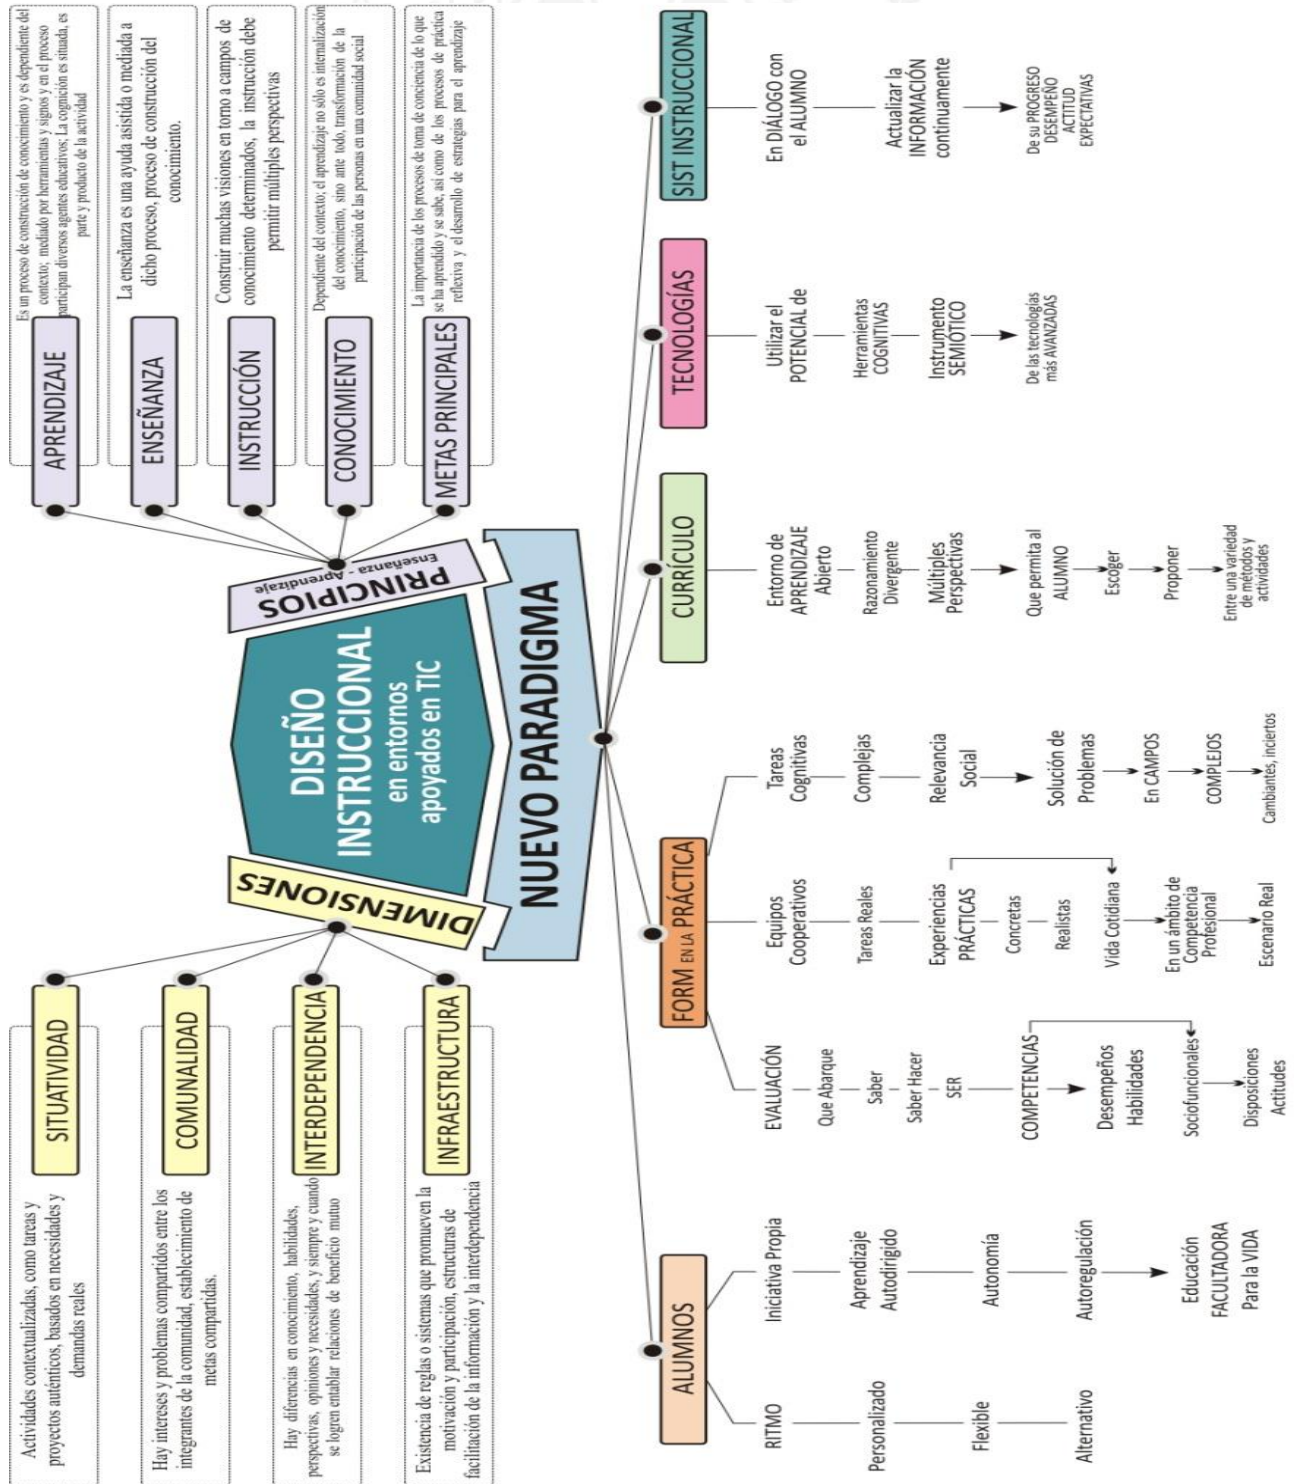 Actividades contextualizadas, como tareas y
proyectos auténticos, basados en necesidades y
demandas reales
SITUATIVIDAD
Hay intereses y problemas compartidos entre los
integrantes de la comunidad, establecimiento de
metas compartidas.
COMUNALIDAD
Hay diferencias en conocimiento, habilidades,
perspectivas, opiniones y necesidades, y siempre y cuando
se logren entablar relaciones de beneficio mutuo
INTERDEPENDENCIA
Existencia de reglas o sistemas que promueven la
motivación y participación, estructuras de
facilitación de la información y la interdependencia
INFRAESTRUCTURA
DIMENSIONES
DISEÑO
INSTRUCCIONAL
en entornos
apoyados en TIC
PRINCIPIOS
Enseñanza - Aprendizaje
NUEVO PARADIGMA
APRENDIZAJE
Es un proceso de construcción de conocimiento y es dependiente del
contexto; mediado por herramientas y signos y en el proceso
participan diversos agentes educativos; La cognición es situada, es
parte y producto de la actividad
ENSEÑANZA
La enseñanza es una ayuda asistida o mediada a
dicho proceso, proceso de construcción del
conocimiento.
INSTRUCCIÓN
Construir muchas visiones en torno a campos de
conocimiento determinados, la instrucción debe
permitir múltiples perspectivas
CONOCIMIENTO
Dependiente del contexto; el aprendizaje no sólo es internalización
del conocimiento, sino ante todo, transformación de la
participación de las personas en una comunidad social
METAS PRINCIPALES
La importancia de los procesos de toma de conciencia de lo que
se ha aprendido y se sabe, así como de los procesos de práctica
reflexiva y el desarrollo de estrategias para el aprendizaje
ALUMNOS
RITMO
Personalizado
Flexible
Alternativo
Iniciativa Propia
Aprendizaje
Autodirigido
Autonomía
Autoregulación
Educación
FACULTADORA
Para la VIDA
FORM EN LA PRÁCTICA
EVALUACIÓN
Que Abarque
Saber
Saber Hacer
SER
COMPETENCIAS
Desempeños
Habilidades
Sociofuncionales
Disposiciones
Actitudes
Equipos
Cooperativos
Tareas Reales
Experiencias
PRÁCTICAS
Concretas
Realistas
Vida Cotidiana
En un ámbito de
Competencia
Profesional
Escenario Real
Tareas
Cognitivas
Complejas
Relevancia
Social
Solución de
Problemas
En CAMPOS
COMPLEJOS
Cambiantes, inciertos
CURRÍCULO
Entorno de
APRENDIZAJE
Abierto
Razonamiento
Divergente
Múltiples
Perspectivas
Que permita al
ALUMNO
Escoger
Proponer
Entre una variedad
de métodos y
actividades
TECNOLOGÍAS
Utilizar el
POTENCIAL de
Herramientas
COGNITIVAS
Instrumento
SEMIÓTICO
De las tecnologías
más AVANZADAS
SIST INSTRUCCIONAL
En DIÁLOGO con
el ALUMNO
Actualizar la
INFORMACIÓN
continuamente
De su PROGRESO
DESEMPEÑO
ACTITUD
EXPECTATIVAS